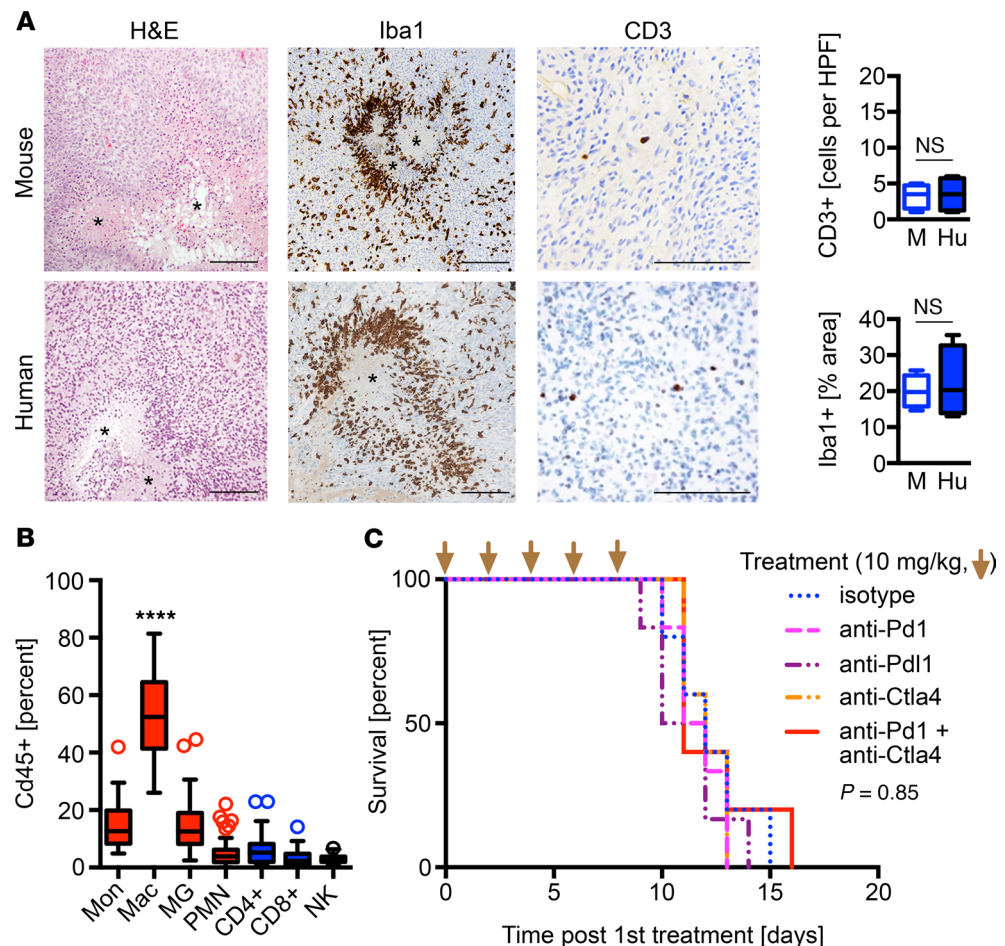 A
H&E
Iba1
CD3
Mouse
*
*
*
*
Human
*
*
*
CD3+ [cells per HPF]
20
15
10
5
0
NS
M Hu
Iba1+ [% area]
40
30
20
10
0
NS
M Hu
B
Cd45+ [percent]
100
80
60
40
20
0
****
Mon
Mac
MG
PMN
CD4+
CD8+
NK
C
Survival [percent]
100
50
0
0 5 10 15 20
Time post 1st treatment [days]
Treatment (10 mg/kg, )
isotype
anti-Pd1
anti-Pdl1
anti-Ctla4
anti-Pd1 +
anti-Ctla4
P = 0.85